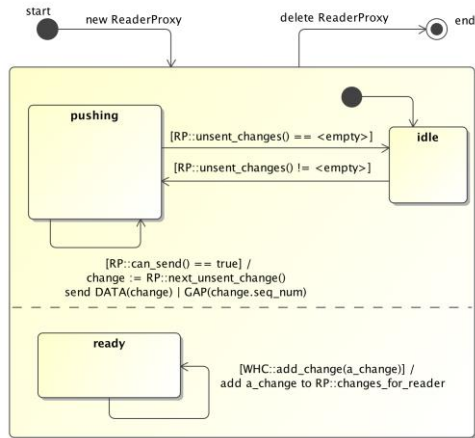 start
new ReaderProxy
delete ReaderProxy
end
pushing
[RP::unsent_changes() == <empty>]
idle
[RP::unsent_changes() != <empty>]
[RP::can_send() == true] /
change := RP::next_unsent_change()
send DATA(change) | GAP(change.seq_num)
ready
[WHC::add_change(a_change)] /
add a_change to RP::changes_for_reader